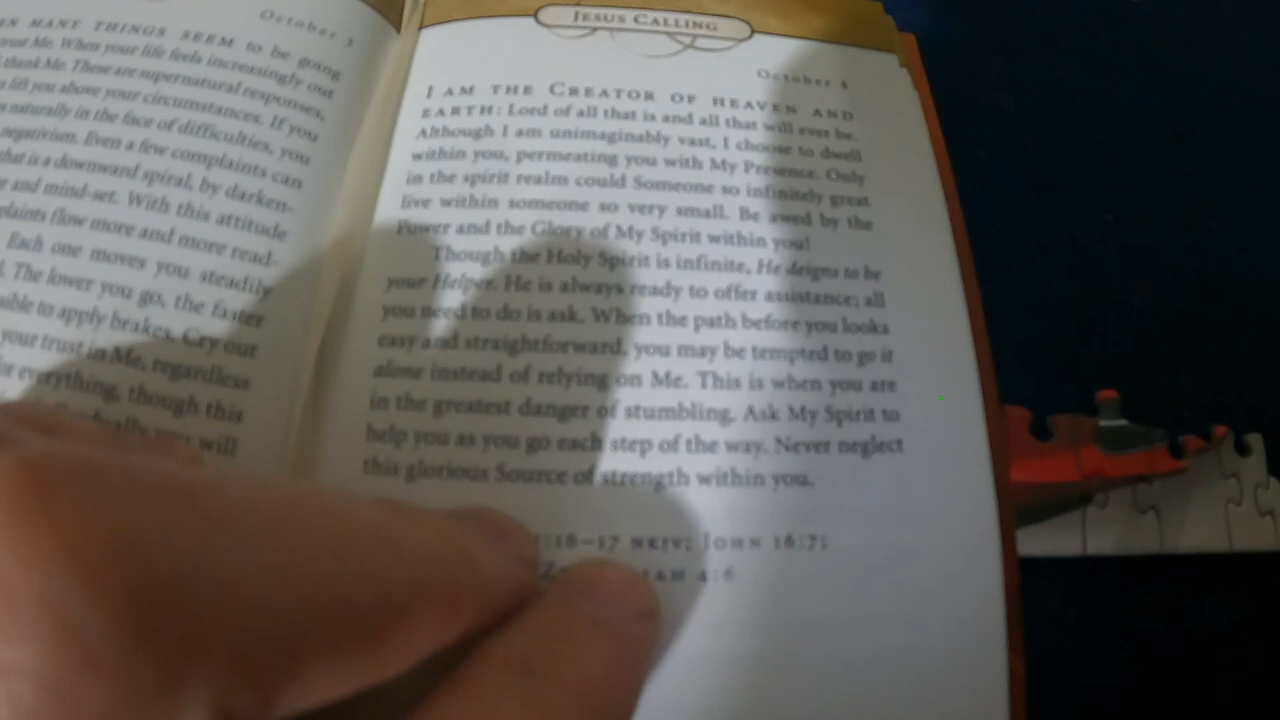 October 3
MANY THINGS SEEM to be going
trust Me. When your life feels increasingly out
thank Me. These are supernatural responses,
lift you above your circumstances. If you
naturally in the face of difficulties, you
negativism. Even a few complaints can
that is a downward spiral, by darken-
and mind-set. With this attitude
flow more and more read-
Each one moves you steadily
The lower you go, the faster
to apply brakes. Cry out
your trust in Me, regardless
everything, though this
will
JESUS CALLING
October 4
I AM THE CREATOR OF HEAVEN AND
EARTH: Lord of all that is and all that will ever be.
Although I am unimaginably vast, I choose to dwell
within you, permeating you with My Presence. Only
in the spirit realm could Someone so infinitely great
live within someone so very small. Be awed by the
Power and the Glory of My Spirit within you!
Though the Holy Spirit is infinite, He deigns to be
your Helper. He is always ready to offer assistance; all
you need to do is ask. When the path before you looks
easy and straightforward, you may be tempted to go it
alone instead of relying on Me. This is when you are
in the greatest danger of stumbling. Ask My Spirit to
help you as you go each step of the way. Never neglect
this glorious Source of strength within you.
:16–17 NKJV; JOHN 16:7;
4:6